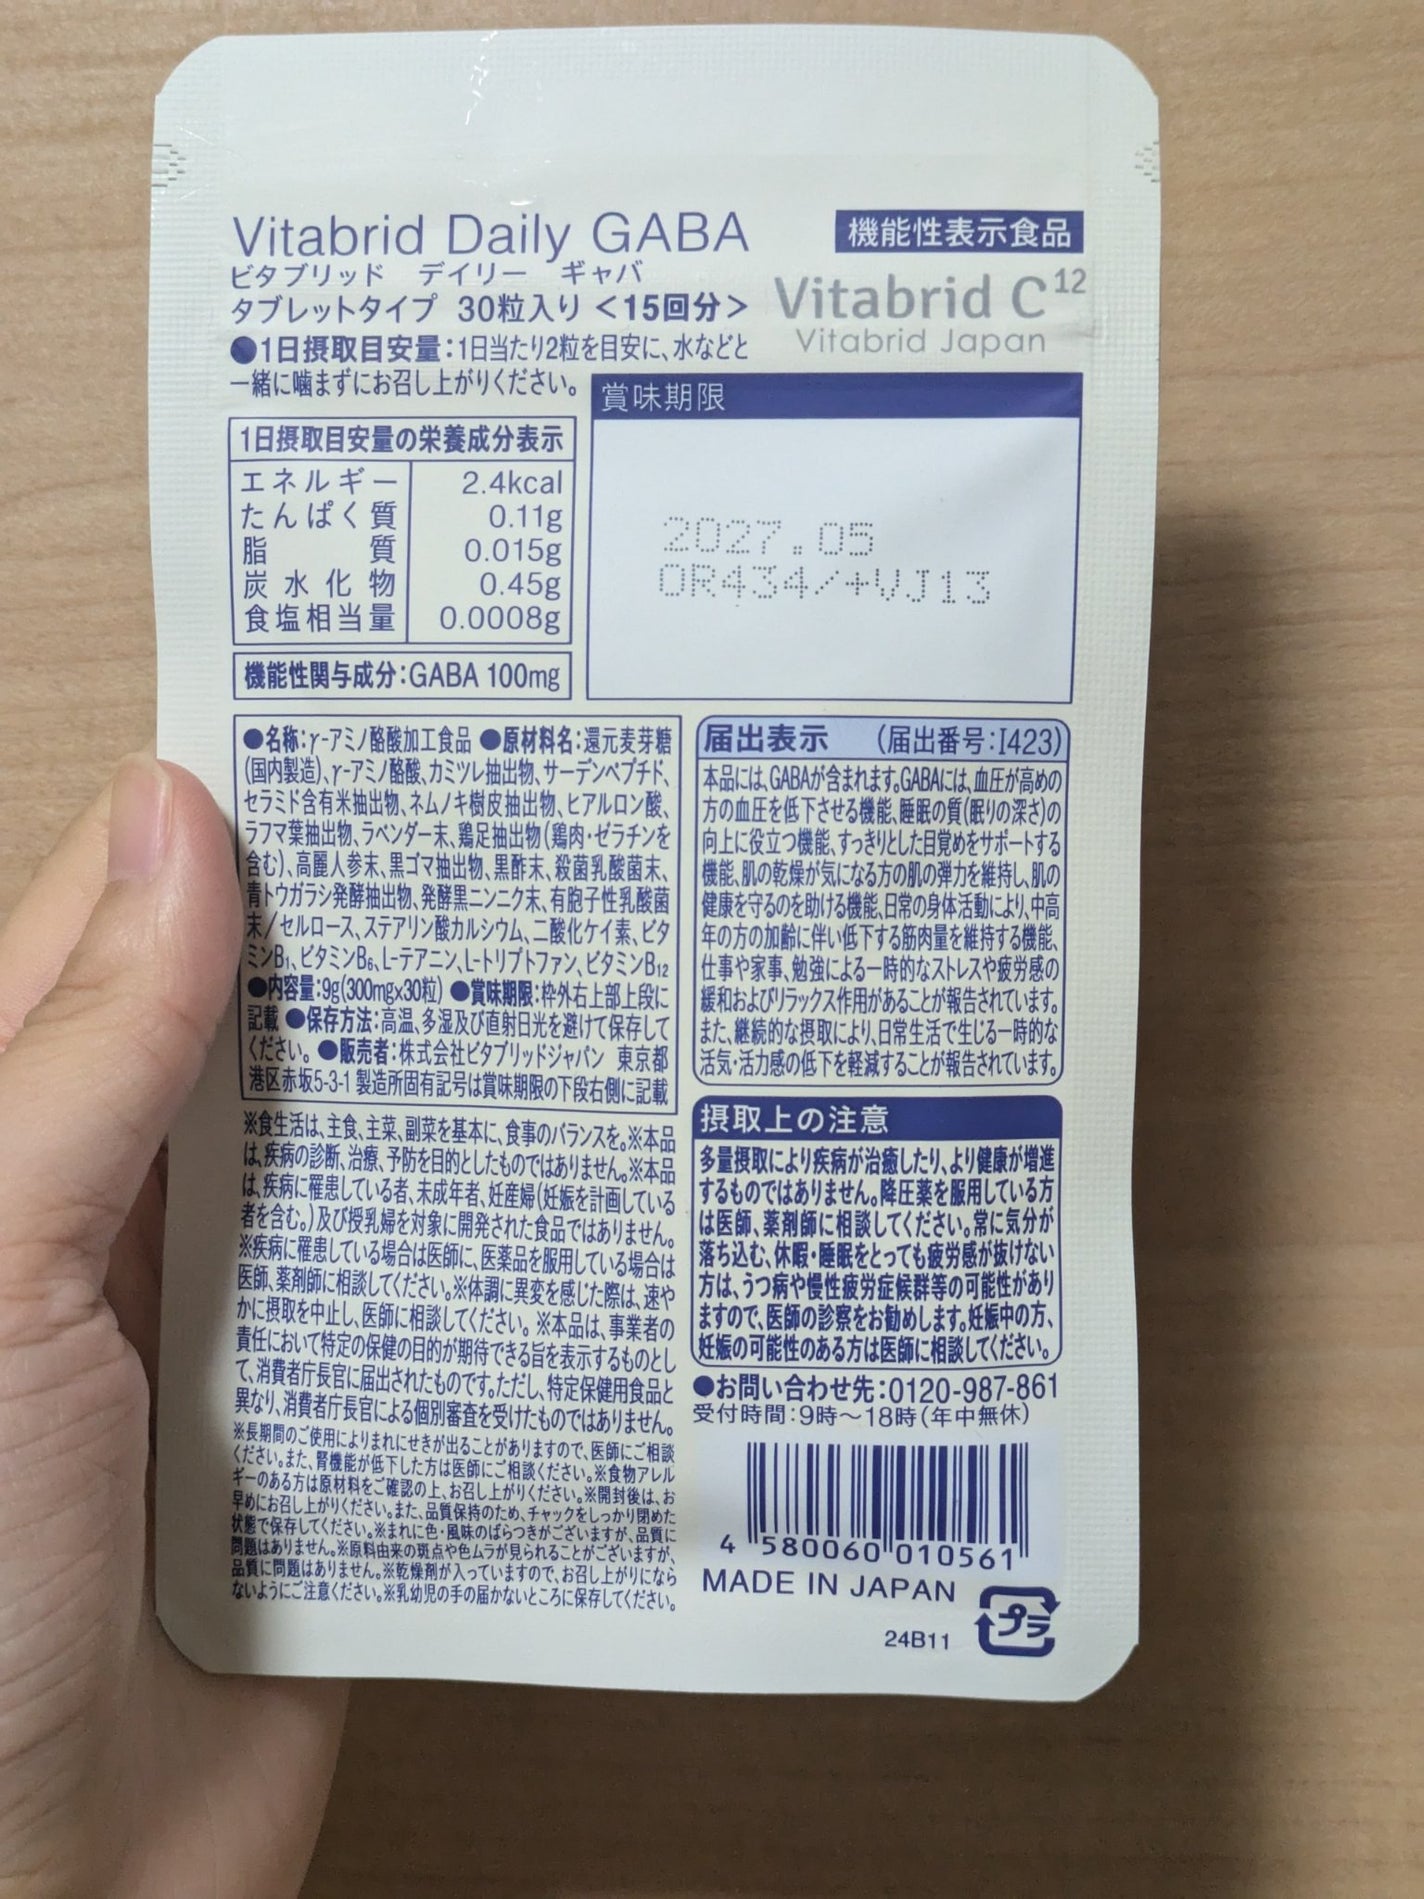 Vitabrid Daily GABA
ビタブリッド デイリー ギャバ
タブレットタイプ 30粒入り<15回分>
機能性表示食品
Vitabrid C¹²
Vitabrid Japan
●1日摂取目安量:1日当たり2粒を目安に、水などと
一緒に噛まずにお召し上がりください。
賞味期限
2027.05
OR434/+VJ13
1日摂取目安量の栄養成分表示
エネルギー 2.4kcal
たんぱく質 0.11g
脂質 0.015g
炭水化物 0.45g
食塩相当量 0.0008g
機能性関与成分:GABA 100mg
●名称:γ-アミノ酪酸加工食品 ●原材料名:還元麦芽糖
(国内製造)、γ-アミノ酪酸、カミツレ抽出物、サーデンペプチド、
セラミド含有米抽出物、ネムノキ樹皮抽出物、ヒアルロン酸、
ラフマ葉抽出物、ラベンダー末、鶏足抽出物(鶏肉・ゼラチンを
含む)、高麗人参末、黒ゴマ抽出物、黒酢末、殺菌乳酸菌末、
青トウガラシ発酵抽出物、発酵黒ニンニク末、有胞子性乳酸菌
末/セルロース、ステアリン酸カルシウム、二酸化ケイ素、ビタ
ミンB₁、ビタミンB₆、L-テアニン、L-トリプトファン、ビタミンB₁₂
●内容量:9g(300mgx30粒) ●賞味期限:枠外右上部上段に
記載 ●保存方法:高温、多湿及び直射日光を避けて保存して
ください。 ●販売者:株式会社ビタブリッドジャパン 東京都
港区赤坂5-3-1 製造所固有記号は賞味期限の下段右側に記載
※食生活は、主食、主菜、副菜を基本に、食事のバランスを。※本品
は、疾病の診断、治療、予防を目的としたものではありません。※本品
は、疾病に罹患している者、未成年者、妊産婦(妊娠を計画している
者を含む。)及び授乳婦を対象に開発された食品ではありません。
※疾病に罹患している場合は医師に、医薬品を服用している場合は
医師、薬剤師に相談してください。※体調に異変を感じた際は、速や
かに摂取を中止し、医師に相談してください。※本品は、事業者の
責任において特定の保健の目的が期待できる旨を表示するものとし
て、消費者庁長官に届出されたものです。ただし、特定保健用食品と
異なり、消費者庁長官による個別審査を受けたものではありません。
※長期間のご使用によりまれにせきが出ることがありますので、医師にご相談
ください。また、腎機能が低下した方は医師にご相談ください。※食物アレル
ギーのある方は原材料をご確認の上、お召し上がりください。※開封後は、お
早めにお召し上がりください。また、品質保持のため、チャックをしっかり閉めた
状態で保存してください。※まれに色・風味のばらつきがございますが、品質に
問題はありません。※原料由来の斑点や色ムラが見られることがございますが、
品質に問題はありません。※乾燥剤が入っていますので、お召し上がりになら
ないようにご注意ください。※乳幼児の手の届かないところに保存してください。
届出表示 (届出番号:I423)
本品には、GABAが含まれます。GABAには、血圧が高めの
方の血圧を低下させる機能、睡眠の質(眠りの深さ)の
向上に役立つ機能、すっきりとした目覚めをサポートする
機能、肌の乾燥が気になる方の肌の弾力を維持し、肌の
健康を守るのを助ける機能、日常の身体活動により、中高
年の方の加齢に伴い低下する筋肉量を維持する機能、
仕事や家事、勉強による一時的なストレスや疲労感の
緩和およびリラックス作用があることが報告されています。
また、継続的な摂取により、日常生活で生じる一時的な
活気・活力感の低下を軽減することが報告されています。
摂取上の注意
多量摂取により疾病が治癒したり、より健康が増進
するものではありません。降圧薬を服用している方
は医師、薬剤師に相談してください。常に気分が
落ち込む、休暇・睡眠をとっても疲労感が抜けない
方は、うつ病や慢性疲労症候群等の可能性があり
ますので、医師の診察をお勧めします。妊娠中の方、
妊娠の可能性のある方は医師に相談してください。
●お問い合わせ先:0120-987-861
受付時間:9時～18時(年中無休)
4 580060 010561
MADE IN JAPAN
プラ
24B11